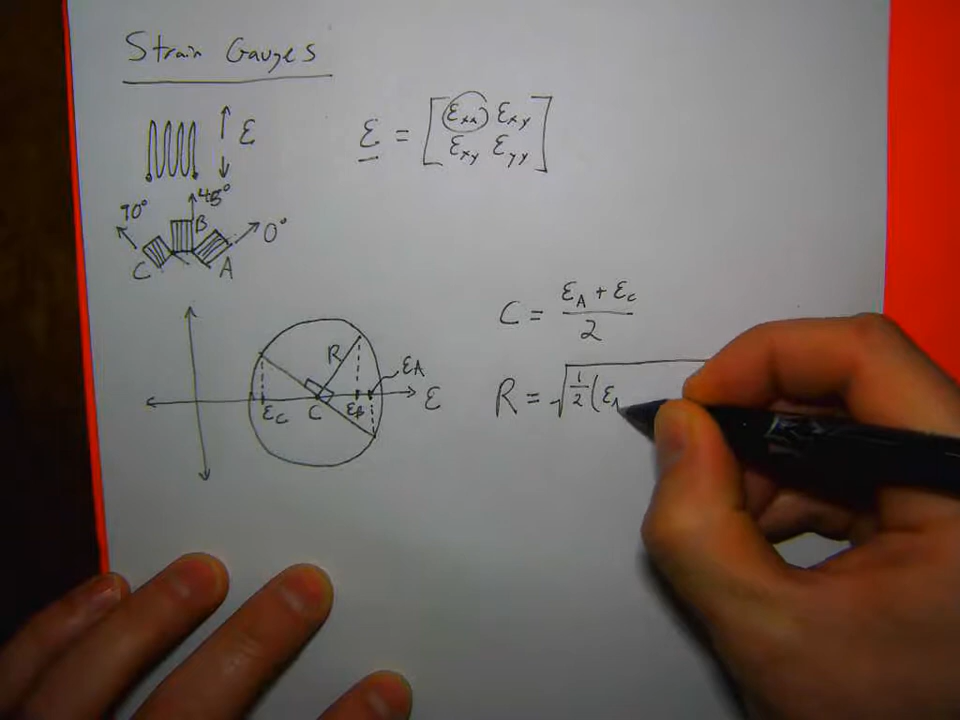 Strain Gauges
ε
ε = [ εxx εxy
εxy εyy ]
90° 45° 0°
B
C A
C = εA + εC
2
R εA
εC C εB ε
R = √ 1/2 (εA